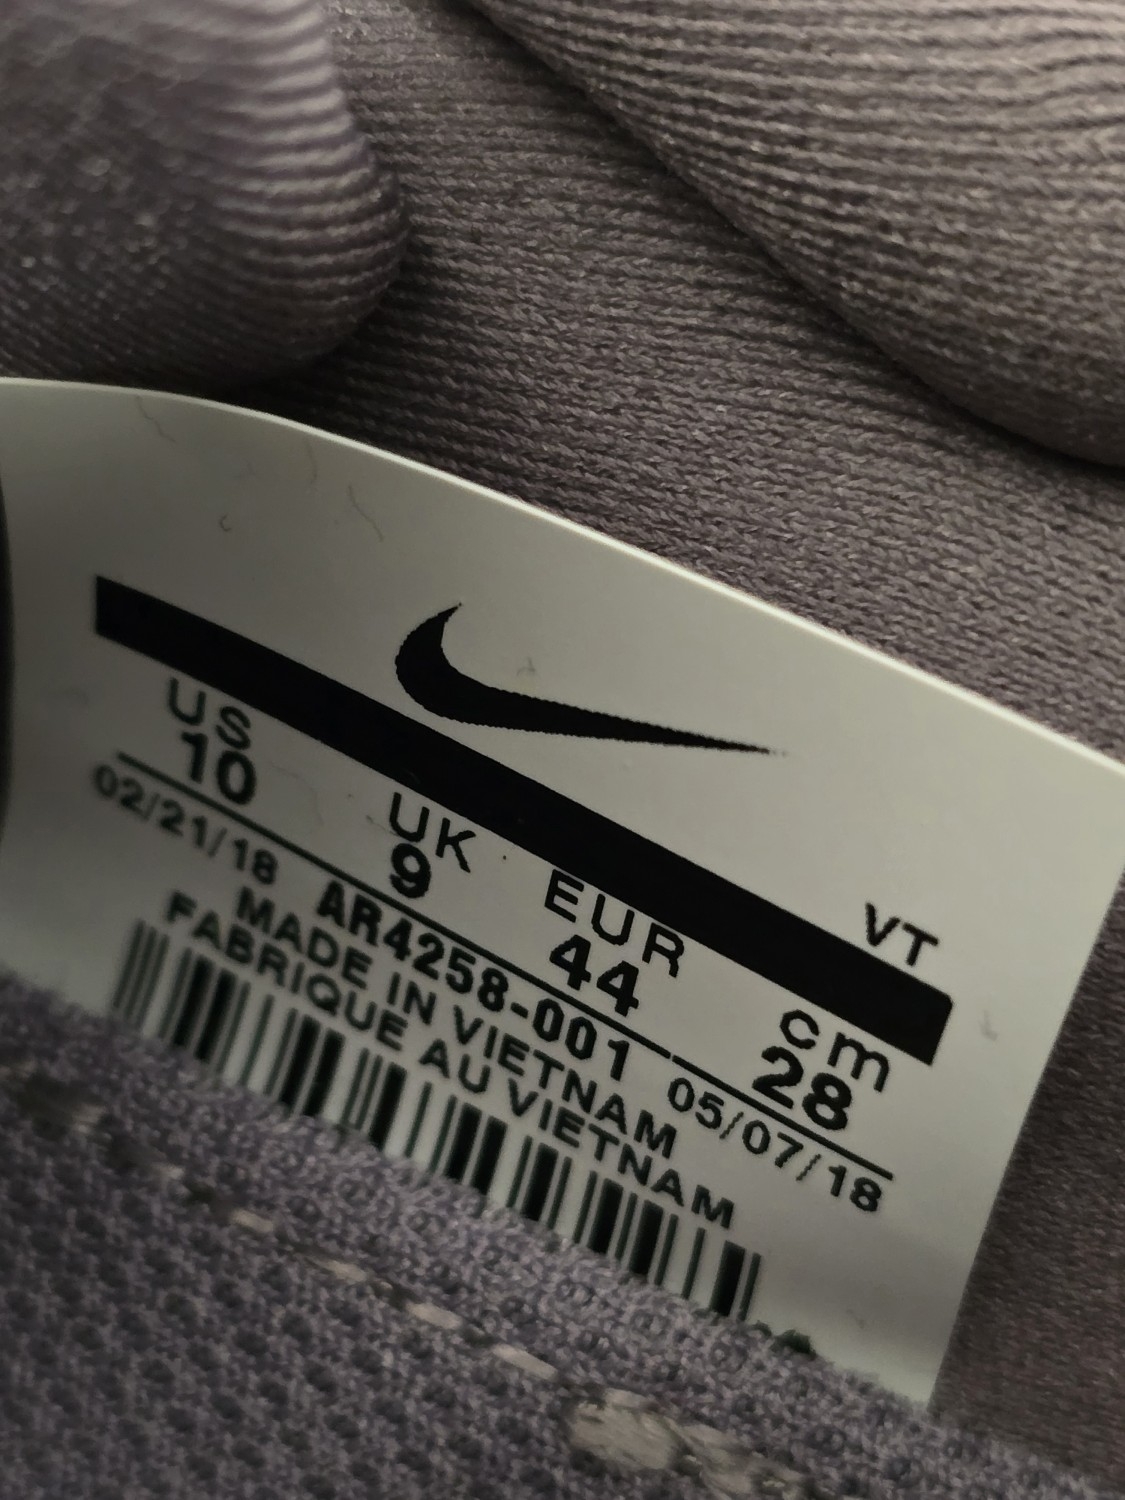 VT
US UK EUR cm
10 9 44 28
02/21/18 AR4258-001 05/07/18
MADE IN VIETNAM
FABRIQUE AU VIETNAM